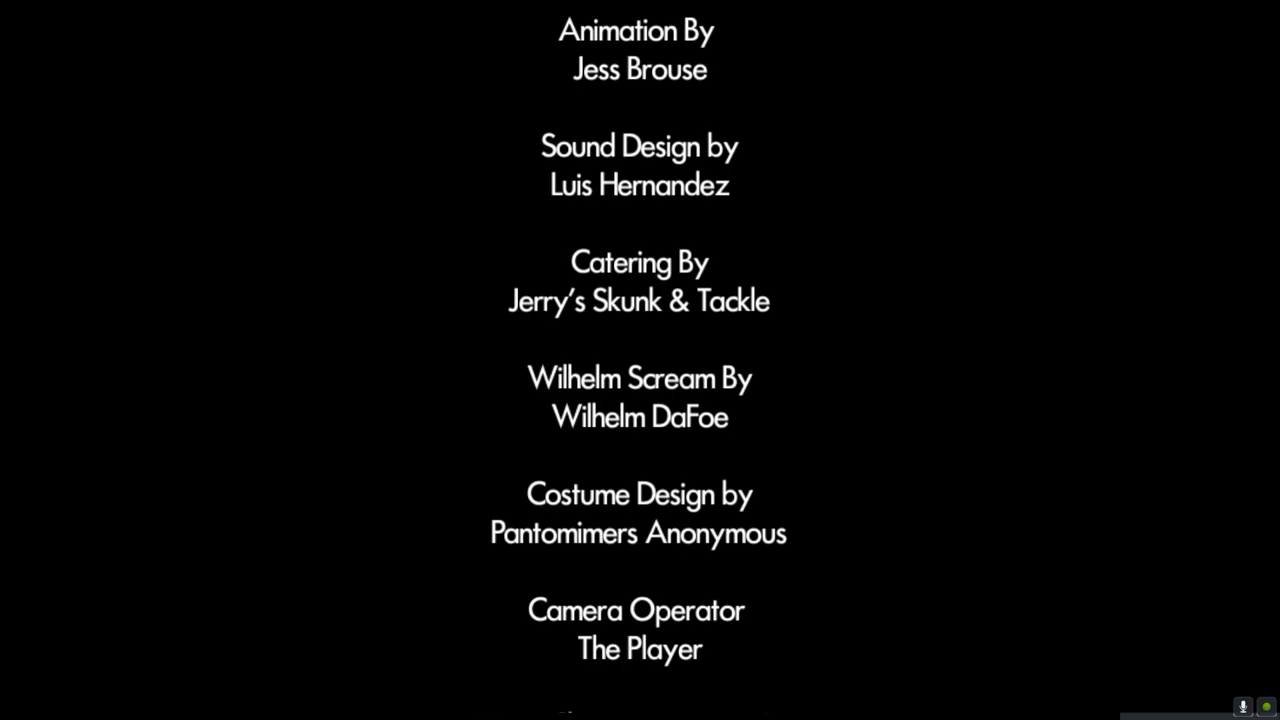 Animation By
Jess Brouse
Sound Design by
Luis Hernandez
Catering By
Jerry's Skunk & Tackle
Wilhelm Scream By
Wilhelm DaFoe
Costume Design by
Pantomimers Anonymous
Camera Operator
The Player